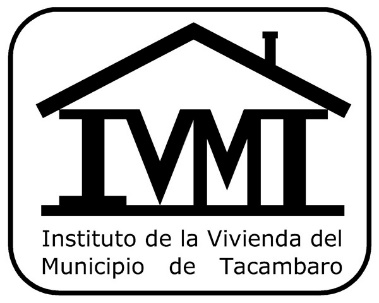 IVMT
Instituto de la Vivienda del
Municipio de Tacambaro